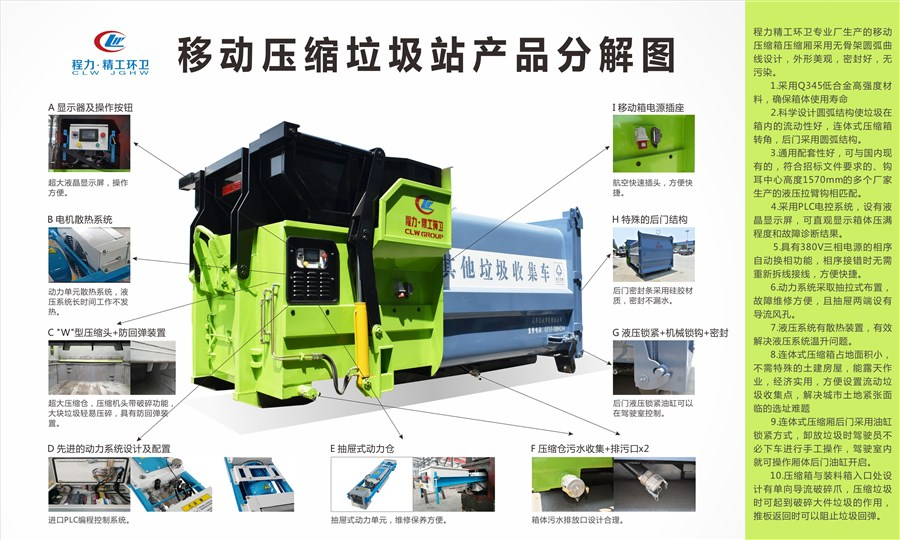 程力·精工环卫
CLW JGHW
移动压缩垃圾站产品分解图
A 显示器及操作按钮
超大液晶显示屏，操作
方便。
B 电机散热系统
动力单元散热系统，液
压系统长时间工作不发
热。
C "W"型压缩头+防回弹装置
超大压缩仓，压缩机头带破碎功能，
大块垃圾轻易压碎，具有防回弹装
置。
D 先进的动力系统设计及配置
进口PLC编程控制系统。
E 抽屉式动力仓
抽屉式动力单元，维修保养方便。
F 压缩仓污水收集+排污口x2
箱体污水排放口设计合理。
I 移动箱电源插座
航空快速插头，方便快
捷。
H 特殊的后门结构
后门密封条采用硅胶材
质，密封不漏水。
G 液压锁紧+机械锁钩+密封
后门液压锁紧油缸可以
在驾驶室控制。
程力·精工环卫
CLW GROUP
其他垃圾收集车
程力精工环卫专业厂生产的移动
压缩箱压缩厢采用无骨架圆弧曲
线设计，外形美观，密封好，无
污染。
1.采用Q345低合金高强度材
料，确保箱体使用寿命
2.科学设计圆弧结构使垃圾在
箱内的流动性好，连体式压缩箱
转角，后门采用圆弧结构。
3.通用配套性好，可与国内现
有的，符合招标文件要求的、钩
耳中心高度1570mm的多个厂家
生产的液压拉臂钩相匹配。
4.采用PLC电控系统，设有液
晶显示屏，可直观显示箱体压满
程度和故障诊断结果。
5.具有380V三相电源的相序
自动换相功能，相序接错时无需
重新拆线接线，方便快捷。
6.动力系统采取抽拉式布置，
故障维修方便，且抽屉两端设有
导流风孔。
7.液压系统有散热装置，有效
解决液压系统温升问题。
8.连体式压缩箱占地面积小，
不需特殊的土建房屋，能露天作
业，经济实用，方便设置流动垃
圾收集点，解决城市土地紧张面
临的选址难题
9.连体式压缩厢后门采用油缸
锁紧方式，卸放垃圾时驾驶员不
必下车进行手工操作，驾驶室内
就可操作厢体后门油缸开启。
10.压缩箱与装料箱入口处设
计有单向导流破碎爪，压缩垃圾
时可起到破碎大件垃圾的作用，
推板返回时可以阻止垃圾回弹。